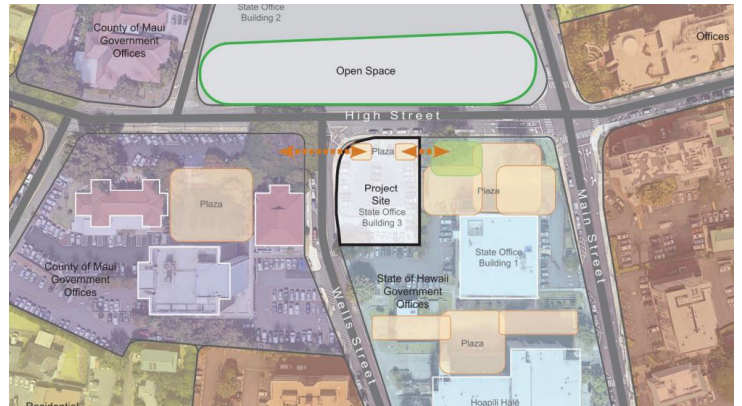 State Office
Building 2
County of Maui
Government
Offices
Offices
Open Space
High Street
Plaza
Project
Site
State Office
Building 3
Plaza
Plaza
Main Street
State Office
Building 1
County of Maui
Government
Offices
State of Hawaii
Government
Offices
Wells Street
Plaza
Residential
Hoapili Hale